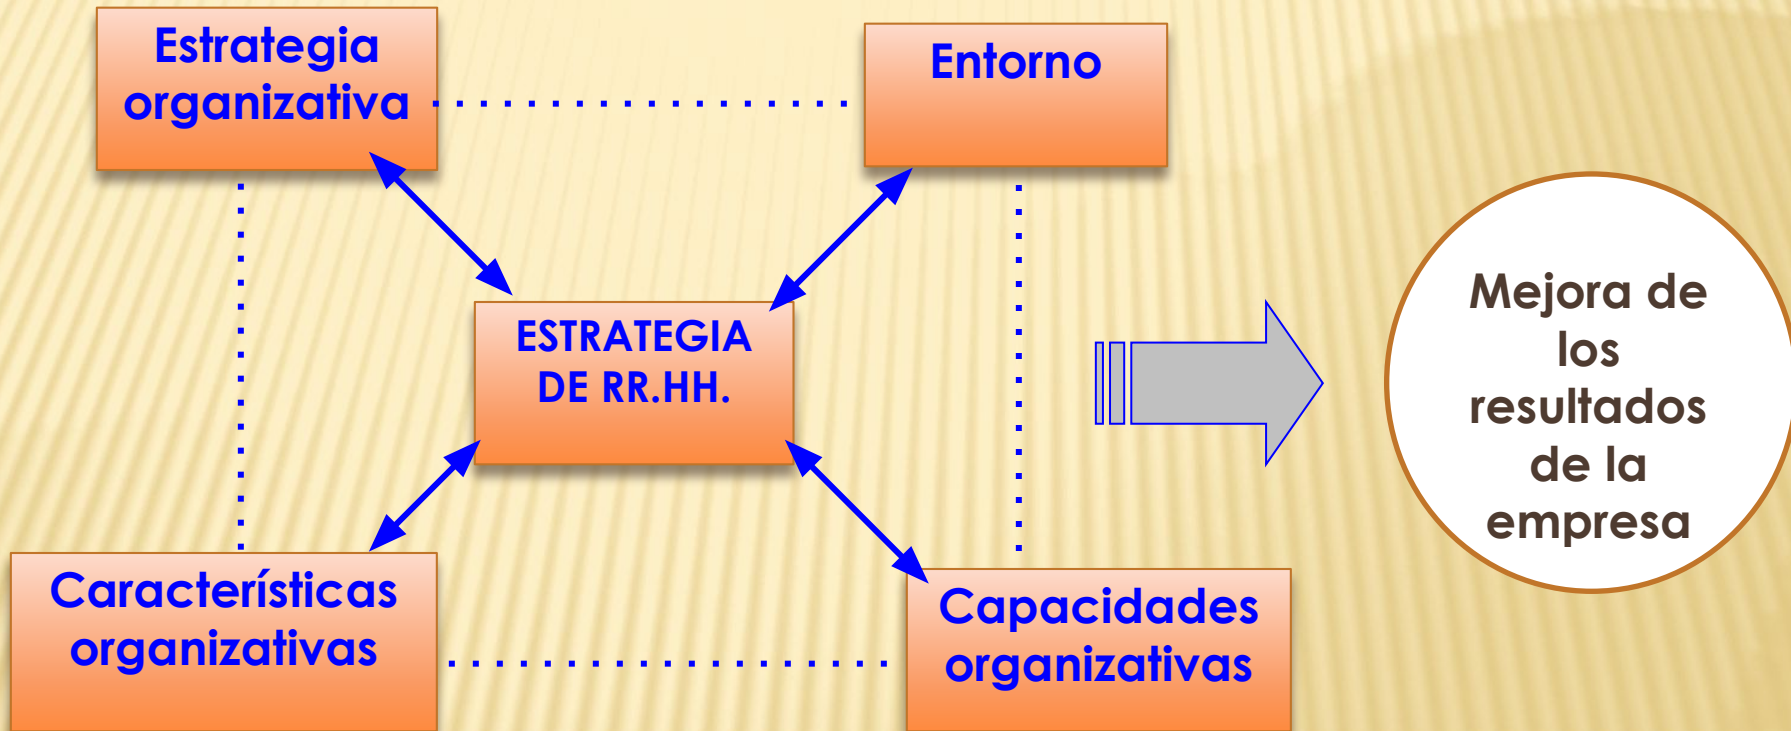 Estrategia
organizativa
Entorno
ESTRATEGIA
DE RR.HH.
Mejora de
los
resultados
de la
empresa
Características
organizativas
Capacidades
organizativas